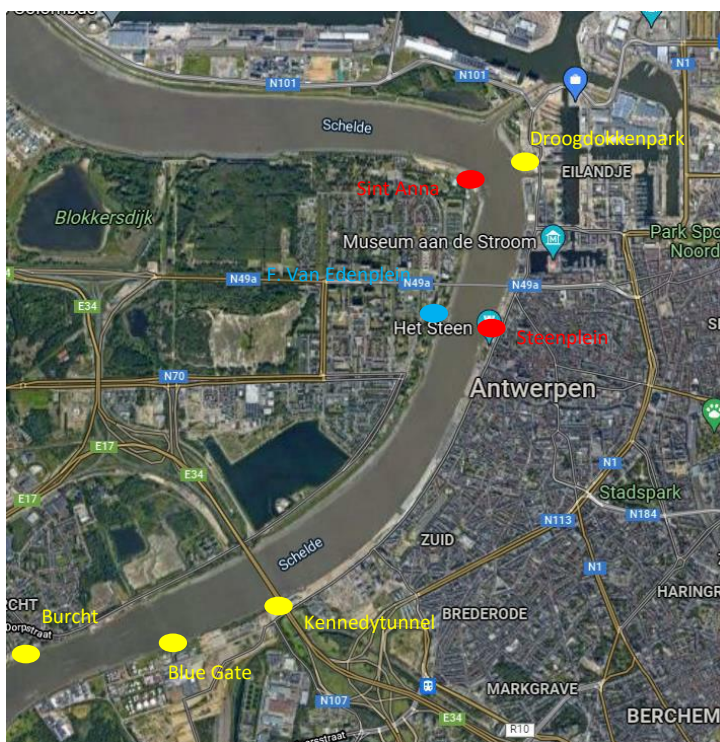 N101
N101
N1
Schelde
Droogdokkenpark
EILANDJE
Sint Anna
Blokkersdijk
Museum aan de Stroom
Park Spo
Noord
F. Van Edenplein
N49a
N49a
N49a
E34
Het Steen
Steenplein
N70
Antwerpen
E17
E34
E17
N1
Stadspark
N184
N113
ZUID
Schelde
N1
HARING
RCHT
Burcht
Dorpstraat
Kennedytunnel
BREDERODE
Blue Gate
MARKGRAVE
N107
E34
R10
BERCHEM